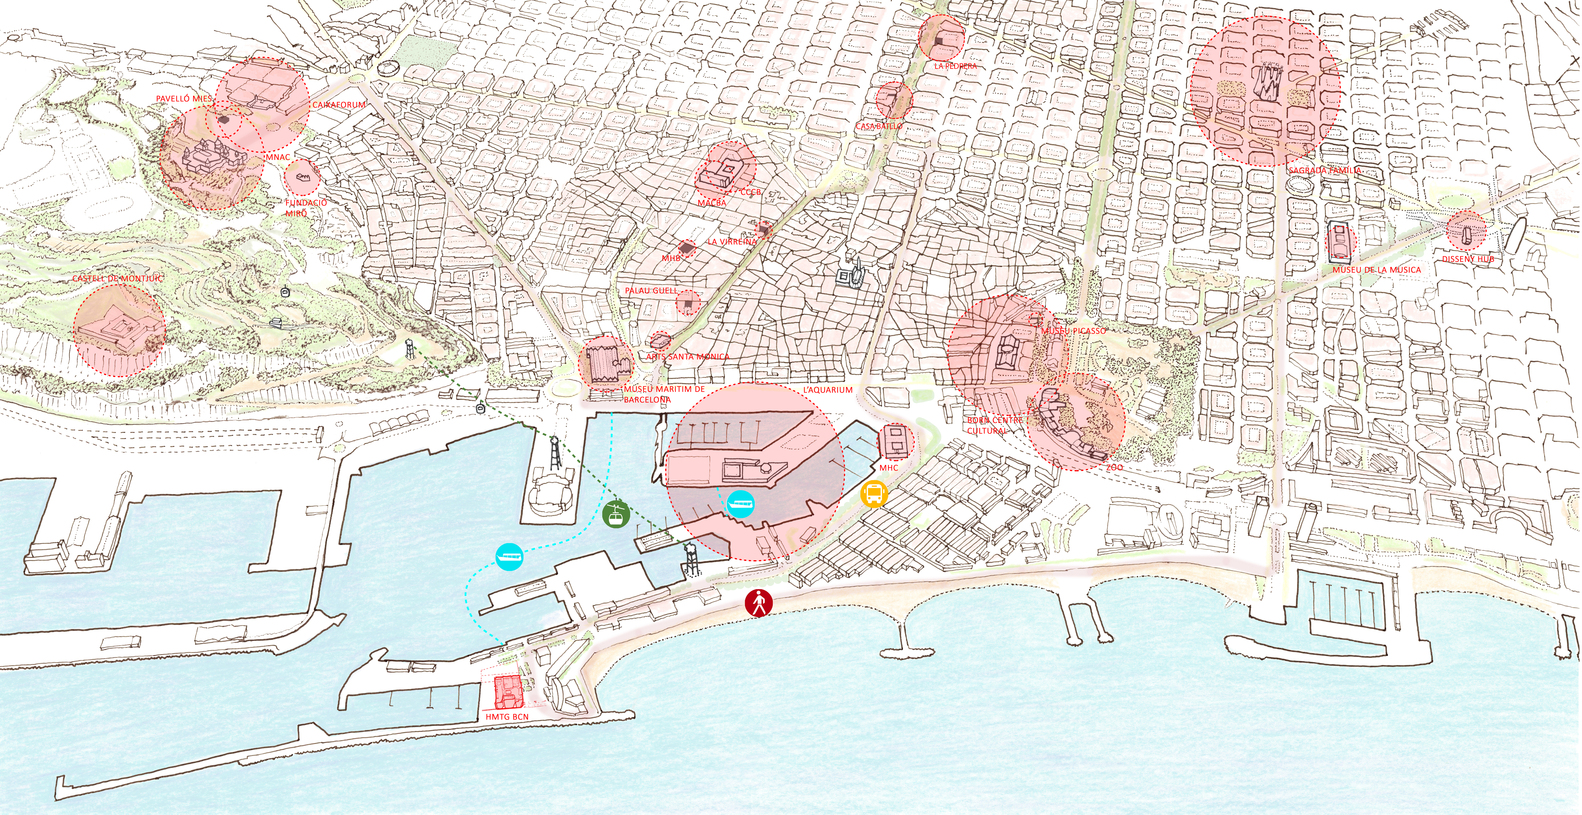 LA PEDRERA
PAVELLÓ MIES
CAIXAFORUM
CASA BATLLÓ
MNAC
SAGRADA FAMÍLIA
CCCB
MACBA
FUNDACIÓ
MIRÓ
LA VIRREINA
MHB
DISSENY HUB
MUSEU DE LA MÚSICA
CASTELL DE MONTJUÏC
PALAU GUELL
MUSEU PICASSO
ARTS SANTA MÒNICA
MUSEU MARITIM DE
BARCELONA
L'AQUARIUM
BORN CENTRE
CULTURAL
MHC
ZOO
HMTG BCN